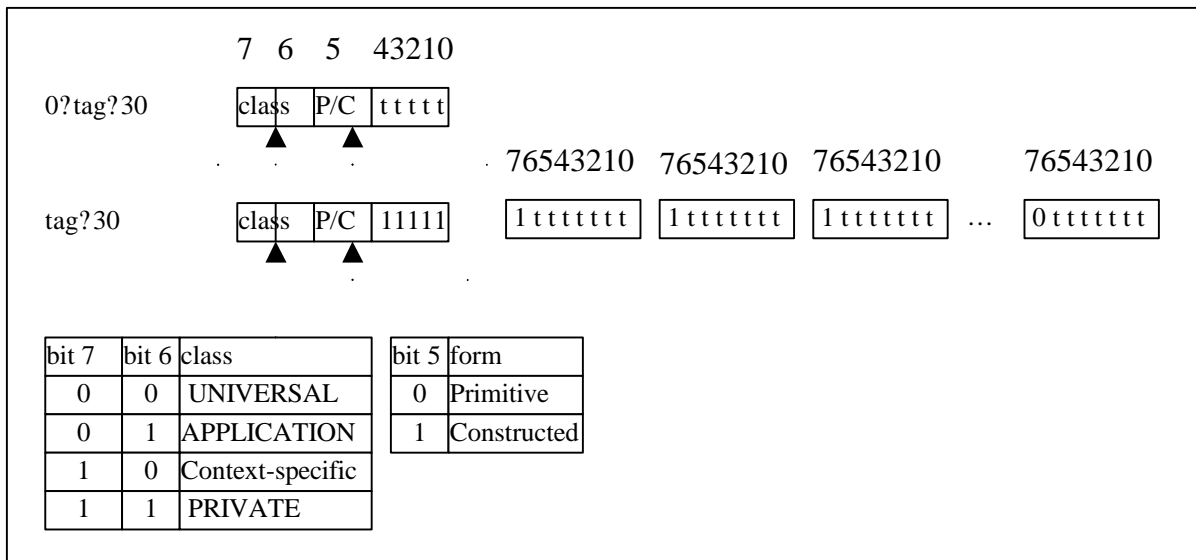 7 6 5 43210
0?tag?30 class P/C t t t t t
76543210 76543210 76543210 76543210
tag?30 class P/C 11111 1 t t t t t t t 1 t t t t t t t 1 t t t t t t t … 0 t t t t t t t
bit 7 bit 6 class bit 5 form
0 0 UNIVERSAL 0 Primitive
0 1 APPLICATION 1 Constructed
1 0 Context-specific
1 1 PRIVATE